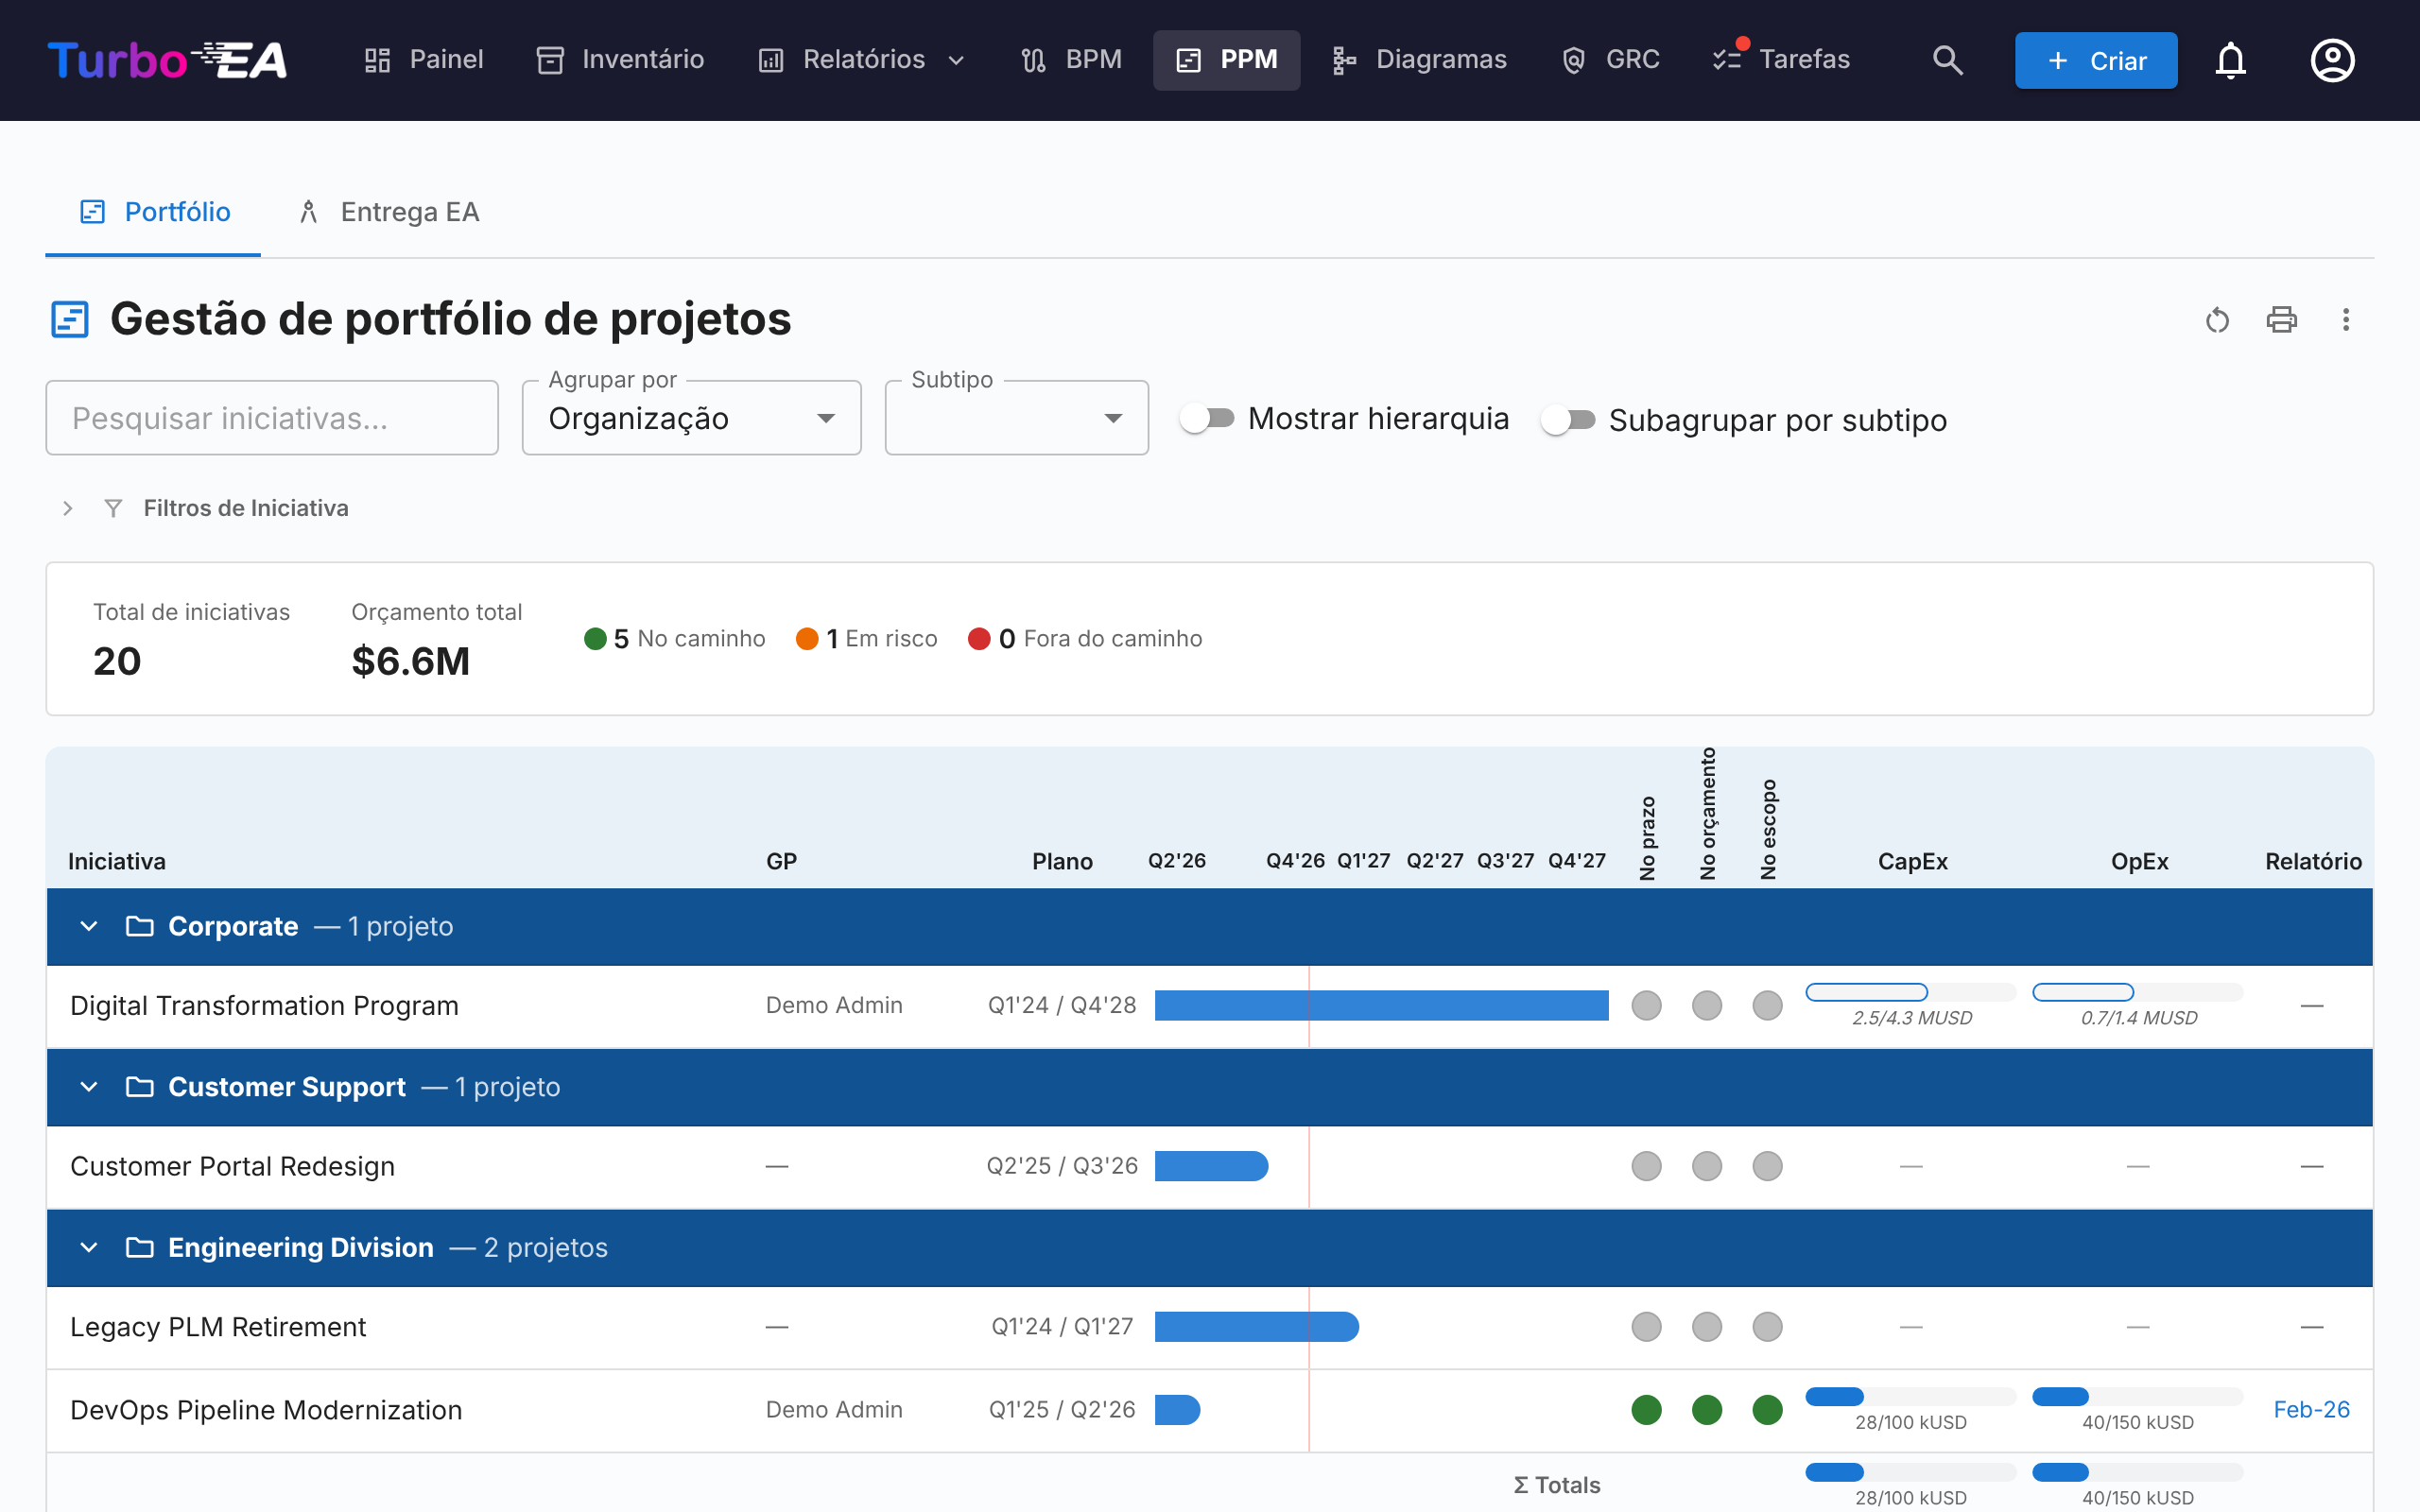 Turbo EA Painel Inventário Relatórios BPM PPM Diagramas GRC Tarefas + Criar
Portfólio Entrega EA
Gestão de portfólio de projetos
Agrupar por Subtipo
Pesquisar iniciativas... Organização Mostrar hierarquia Subagrupar por subtipo
Filtros de Iniciativa
Total de iniciativas Orçamento total
20 $6.6M 5 No caminho 1 Em risco 0 Fora do caminho
Iniciativa GP Plano Q2'26 Q4'26 Q1'27 Q2'27 Q3'27 Q4'27 No prazo No orçamento No escopo CapEx OpEx Relatório
Corporate — 1 projeto
Digital Transformation Program Demo Admin Q1'24 / Q4'28 2.5/4.3 MUSD 0.7/1.4 MUSD —
Customer Support — 1 projeto
Customer Portal Redesign — Q2'25 / Q3'26 — — —
Engineering Division — 2 projetos
Legacy PLM Retirement — Q1'24 / Q1'27 — — —
DevOps Pipeline Modernization Demo Admin Q1'25 / Q2'26 28/100 kUSD 40/150 kUSD Feb-26
Σ Totals 28/100 kUSD 40/150 kUSD